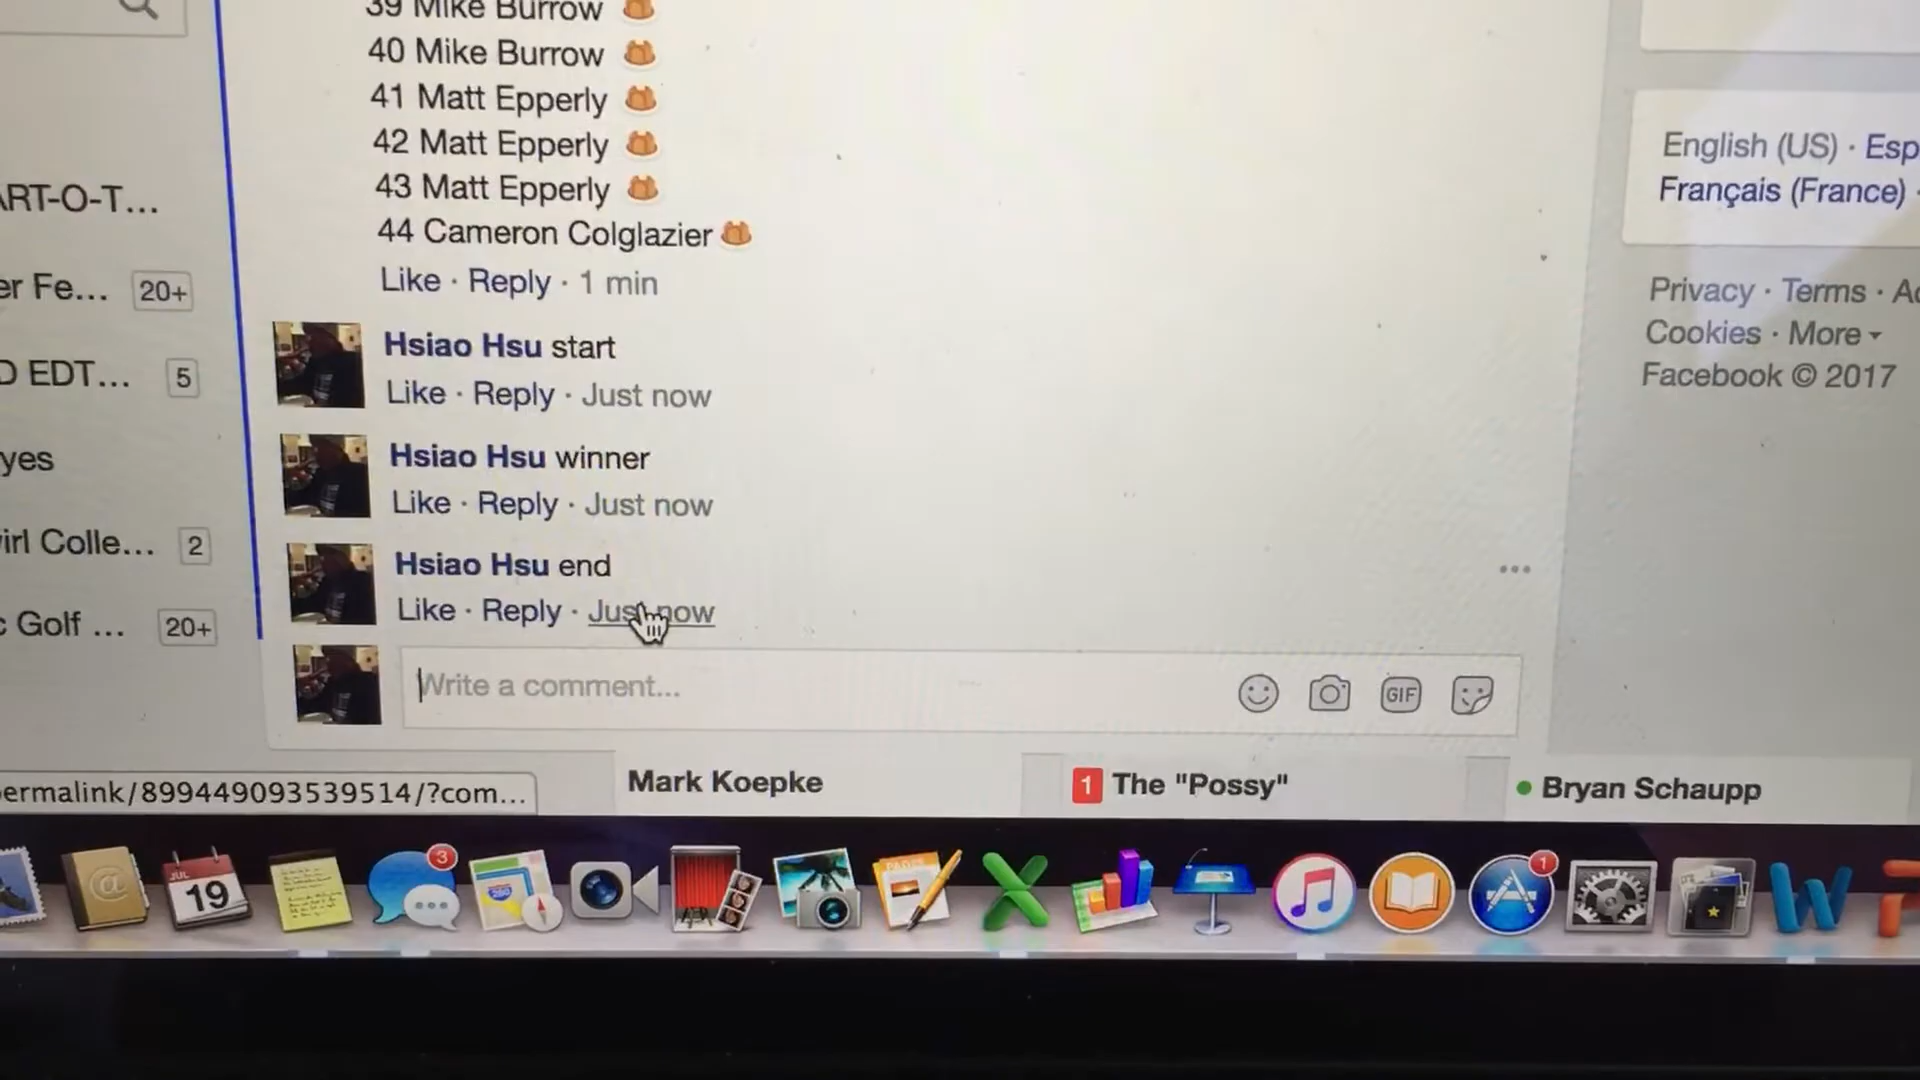 39 Mike Burrow
40 Mike Burrow
41 Matt Epperly
42 Matt Epperly
43 Matt Epperly
44 Cameron Colglazier
Like · Reply · 1 min
Hsiao Hsu start
Like · Reply · Just now
Hsiao Hsu winner
Like · Reply · Just now
Hsiao Hsu end
Like · Reply · Just now
Write a comment...
GIF
ART-O-T...
er Fe... 20+
D EDT... 5
yes
irl Colle... 2
c Golf ... 20+
English (US) · Esp
Français (France) ·
Privacy · Terms · Ad
Cookies · More
Facebook © 2017
ermalink/899449093539514/?com...
Mark Koepke
1 The "Possy"
Bryan Schaupp
JUL
19
3
280
PAGES
1